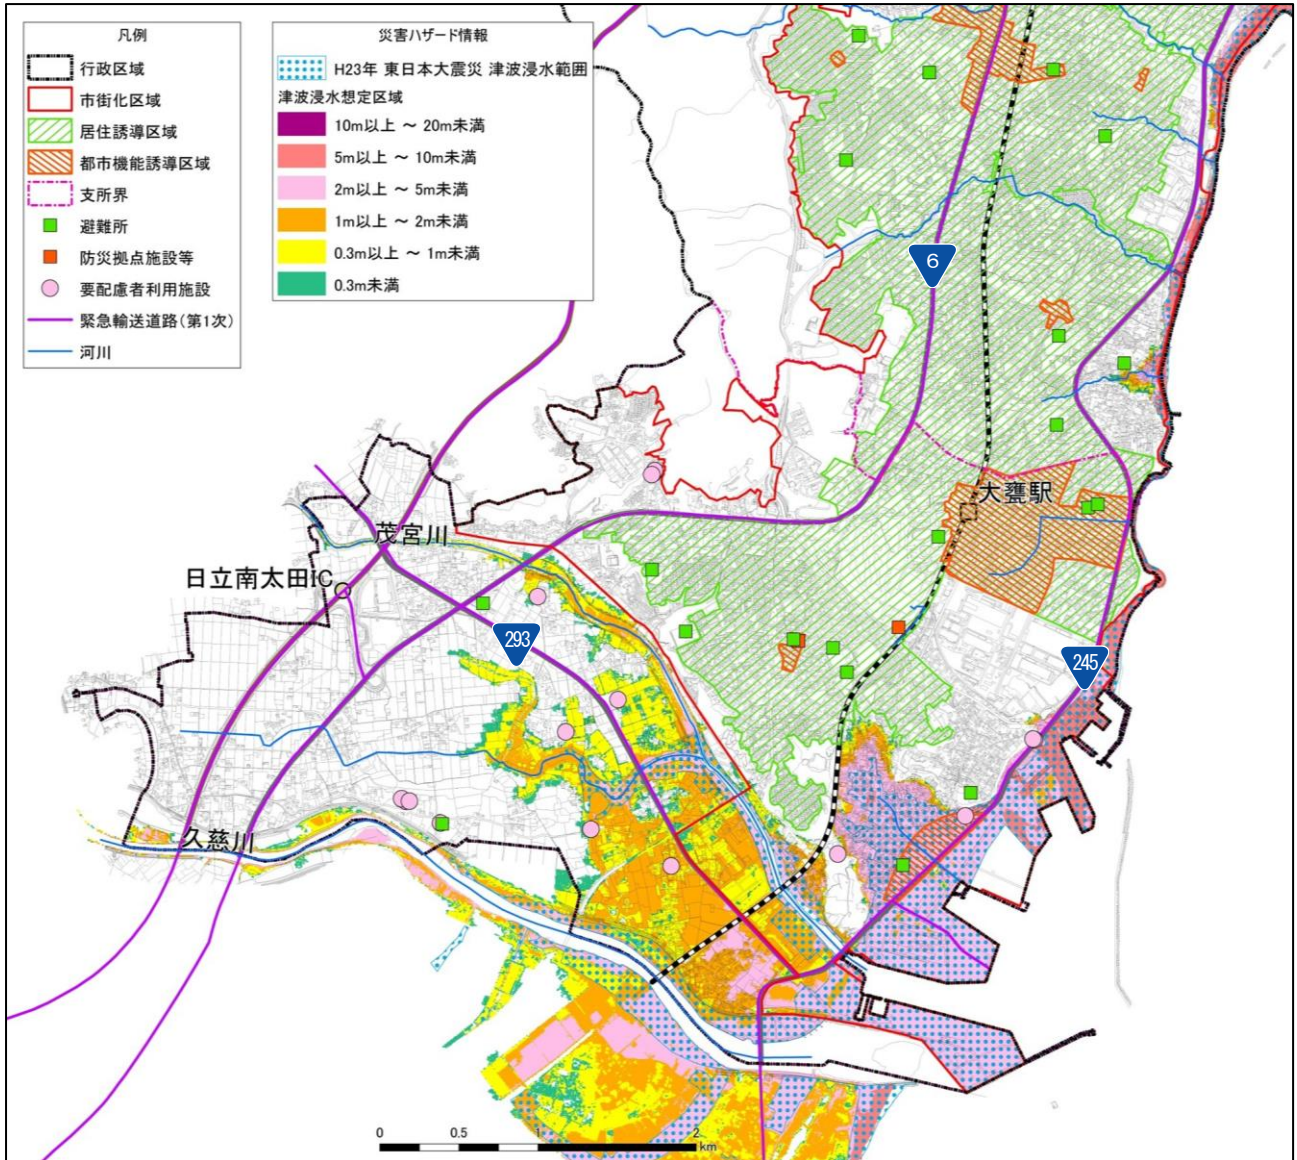 凡例
行政区域
市街化区域
居住誘導区域
都市機能誘導区域
支所界
避難所
防災拠点施設等
要配慮者利用施設
緊急輸送道路(第1次)
河川
災害ハザード情報
H23年 東日本大震災 津波浸水範囲
津波浸水想定区域
10m以上 ~ 20m未満
5m以上 ~ 10m未満
2m以上 ~ 5m未満
1m以上 ~ 2m未満
0.3m以上 ~ 1m未満
0.3m未満
6
大甕駅
茂宮川
日立南太田IC
293
245
久慈川
0 0.5 1 2
km